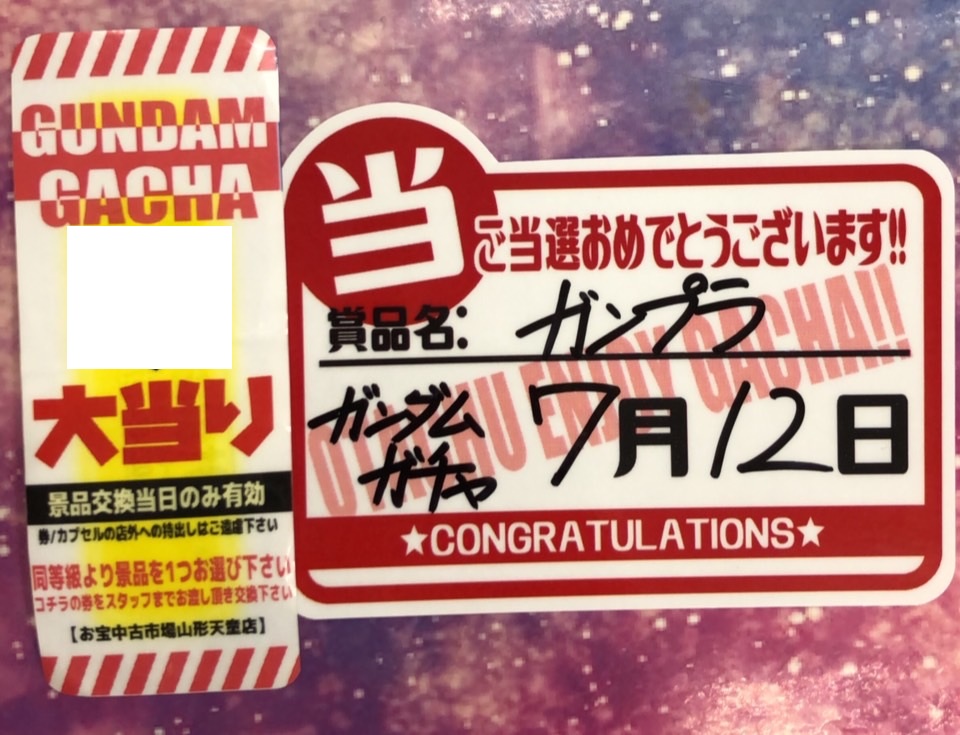 GUNDAM
GACHA
大当り
景品交換当日のみ有効
券/カプセルの店外への持出しはご遠慮下さい
同等級より景品を1つお選び下さい
コチラの券をスタッフまでお渡し頂き交換下さい
【お宝中古市場山形天童店】
当
ご当選おめでとうございます!!
賞品名: ガンプラ
ガンダム
ガチャ
7月12日
ENJOY GACHA!!
★CONGRATULATIONS★